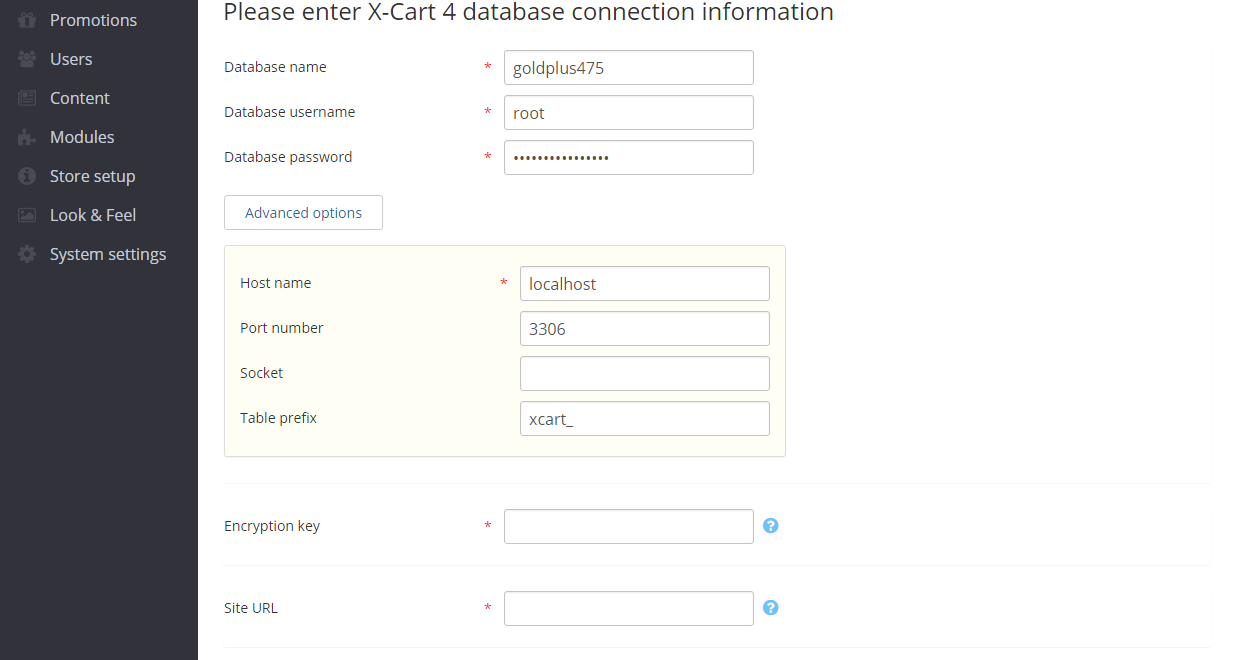 Promotions
Users
Content
Modules
Store setup
Look & Feel
System settings
Please enter X-Cart 4 database connection information
Database name * goldplus475
Database username * root
Database password * ••••••••••••••••
Advanced options
Host name * localhost
Port number 3306
Socket
Table prefix xcart_
Encryption key * ?
Site URL * ?